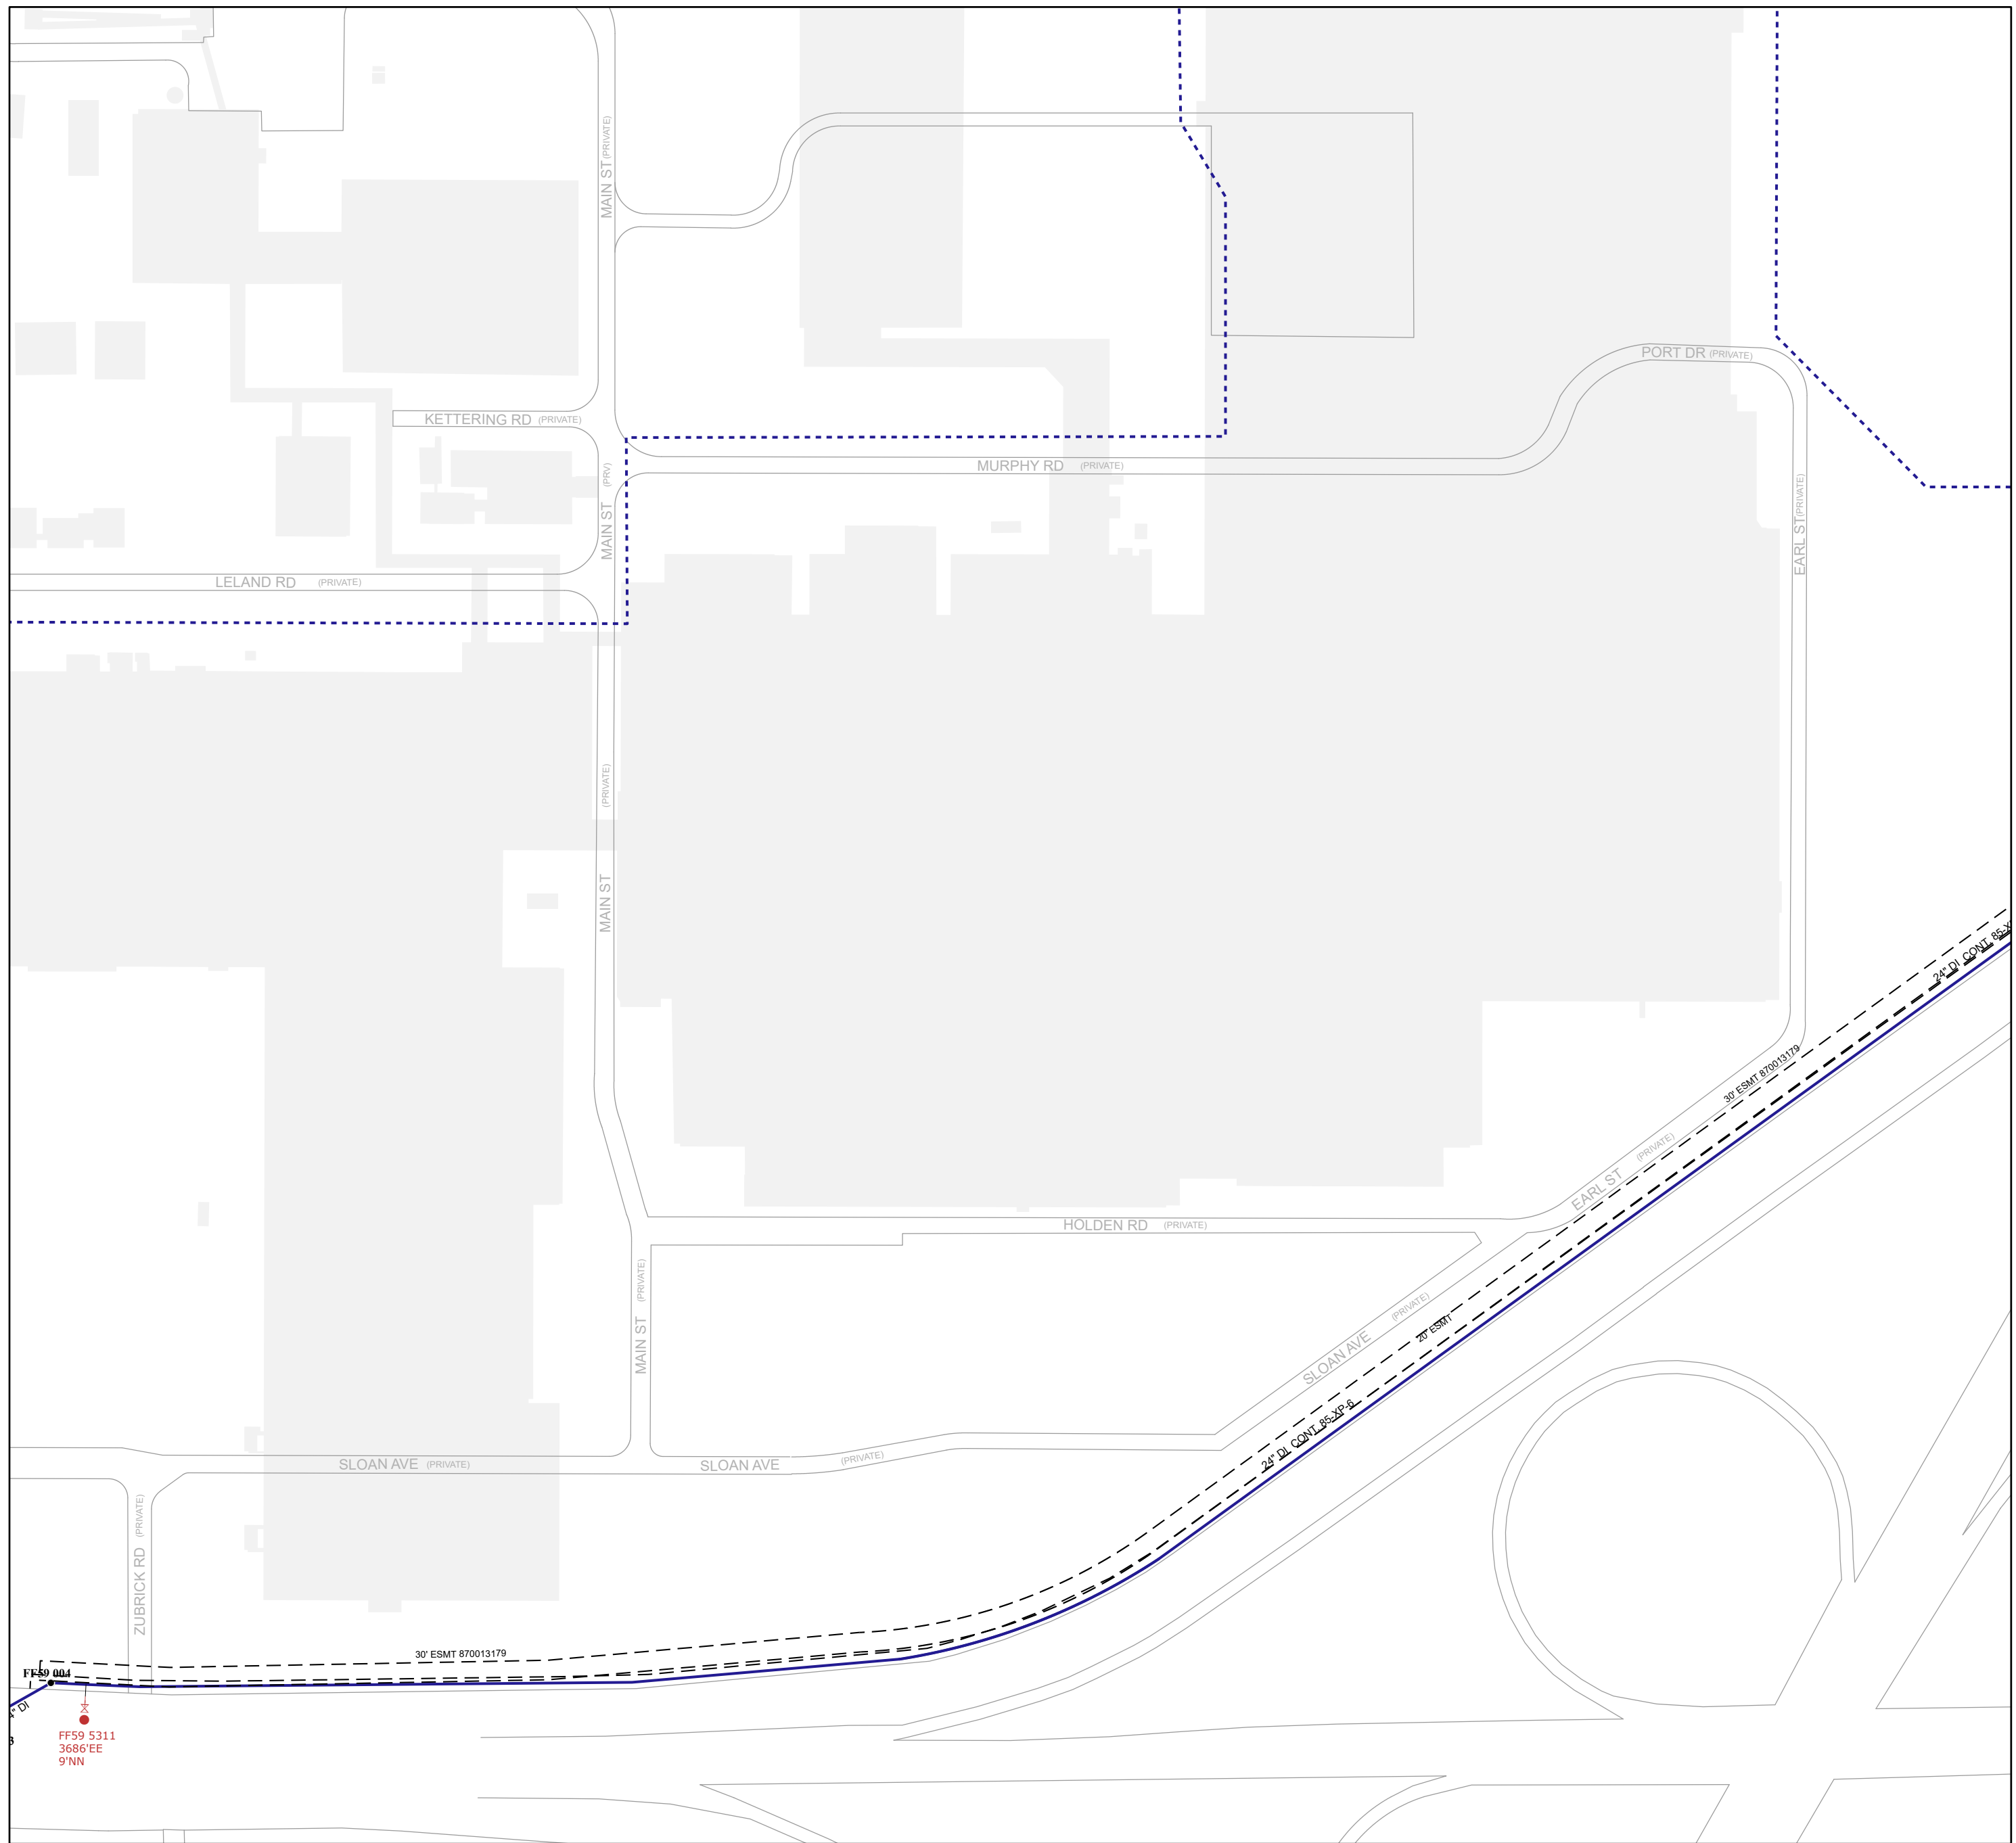 MAIN ST (PRIVATE)
PORT DR (PRIVATE)
KETTERING RD (PRIVATE)
MURPHY RD (PRIVATE)
MAIN ST (PRV)
EARL ST (PRIVATE)
LELAND RD (PRIVATE)
MAIN ST (PRIVATE)
24" DI CONT. 85-X
30' ESMT 870013179
EARL ST (PRIVATE)
HOLDEN RD (PRIVATE)
MAIN ST (PRIVATE)
SLOAN AVE (PRIVATE)
20' ESMT
24" DI CONT. 85-XP-6
SLOAN AVE (PRIVATE)
SLOAN AVE (PRIVATE)
ZUBRICK RD (PRIVATE)
30' ESMT 870013179
FF59 004
4" DI
3
FF59 5311
3686'EE
9'NN